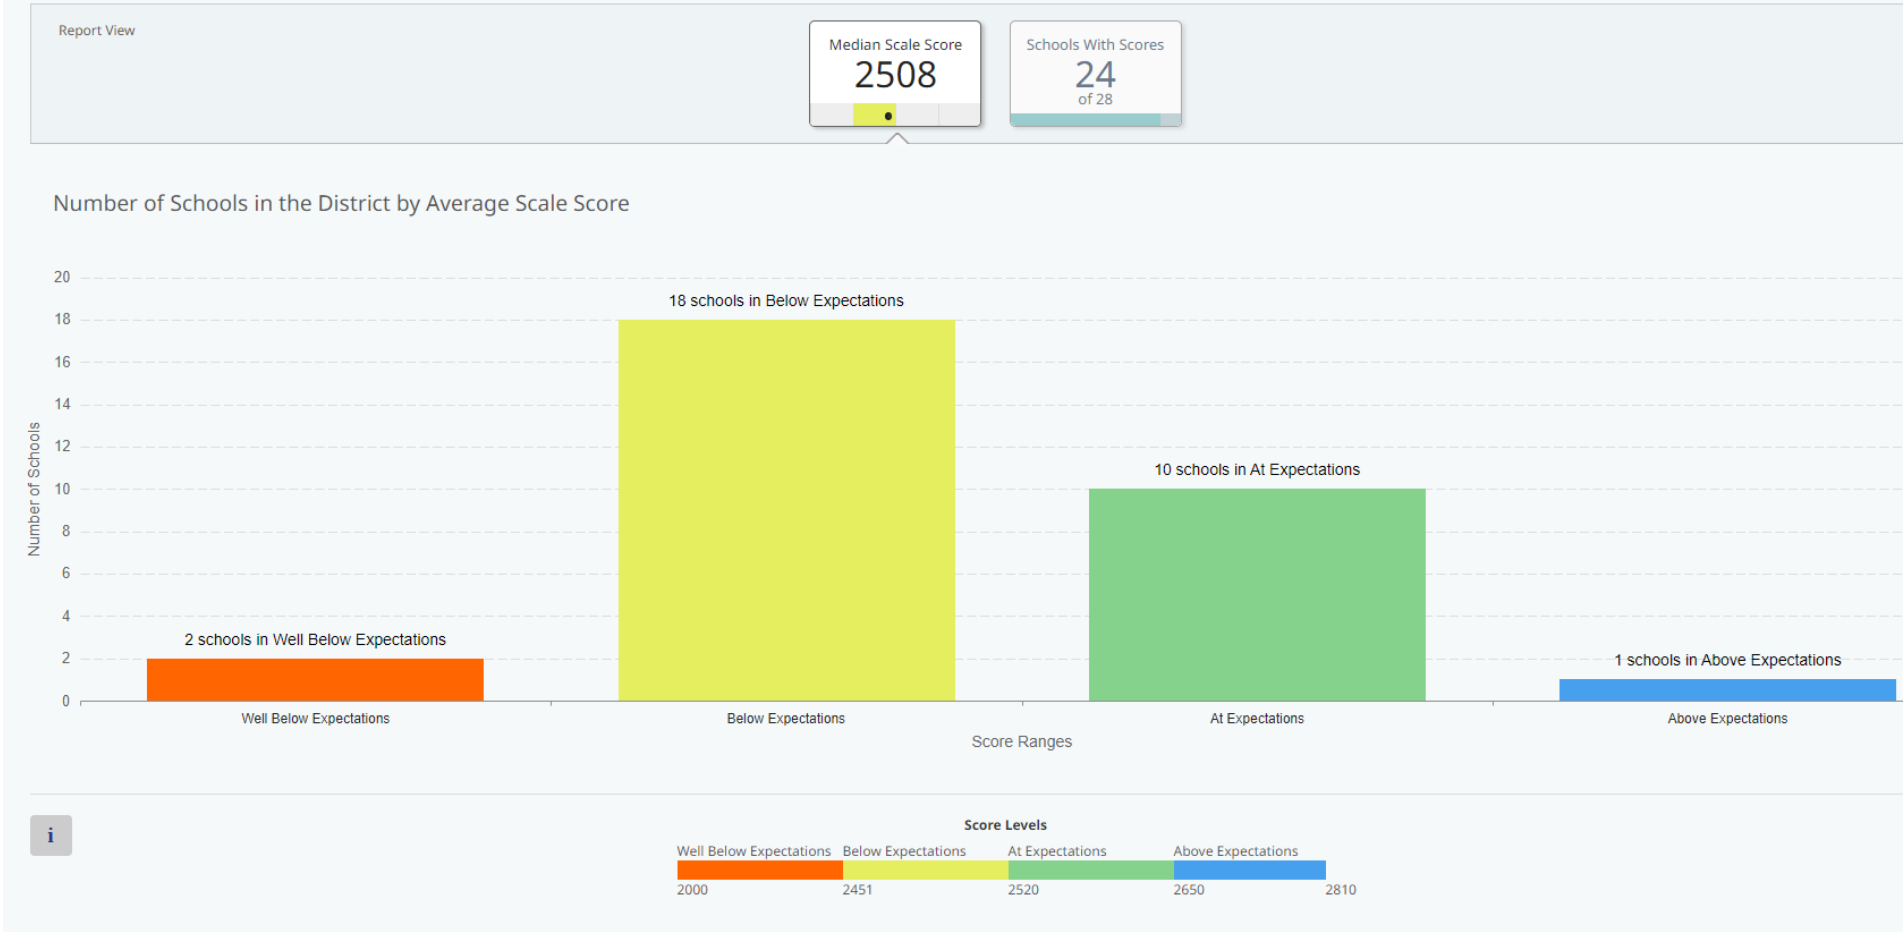 Report View
Median Scale Score
2508
Schools With Scores
24
of 28
Number of Schools in the District by Average Scale Score
Number of Schools
20
18
16
14
12
10
8
6
4
2
0
2 schools in Well Below Expectations
18 schools in Below Expectations
10 schools in At Expectations
1 schools in Above Expectations
Well Below Expectations Below Expectations At Expectations Above Expectations
Score Ranges
i
Score Levels
Well Below Expectations Below Expectations At Expectations Above Expectations
2000 2451 2520 2650 2810